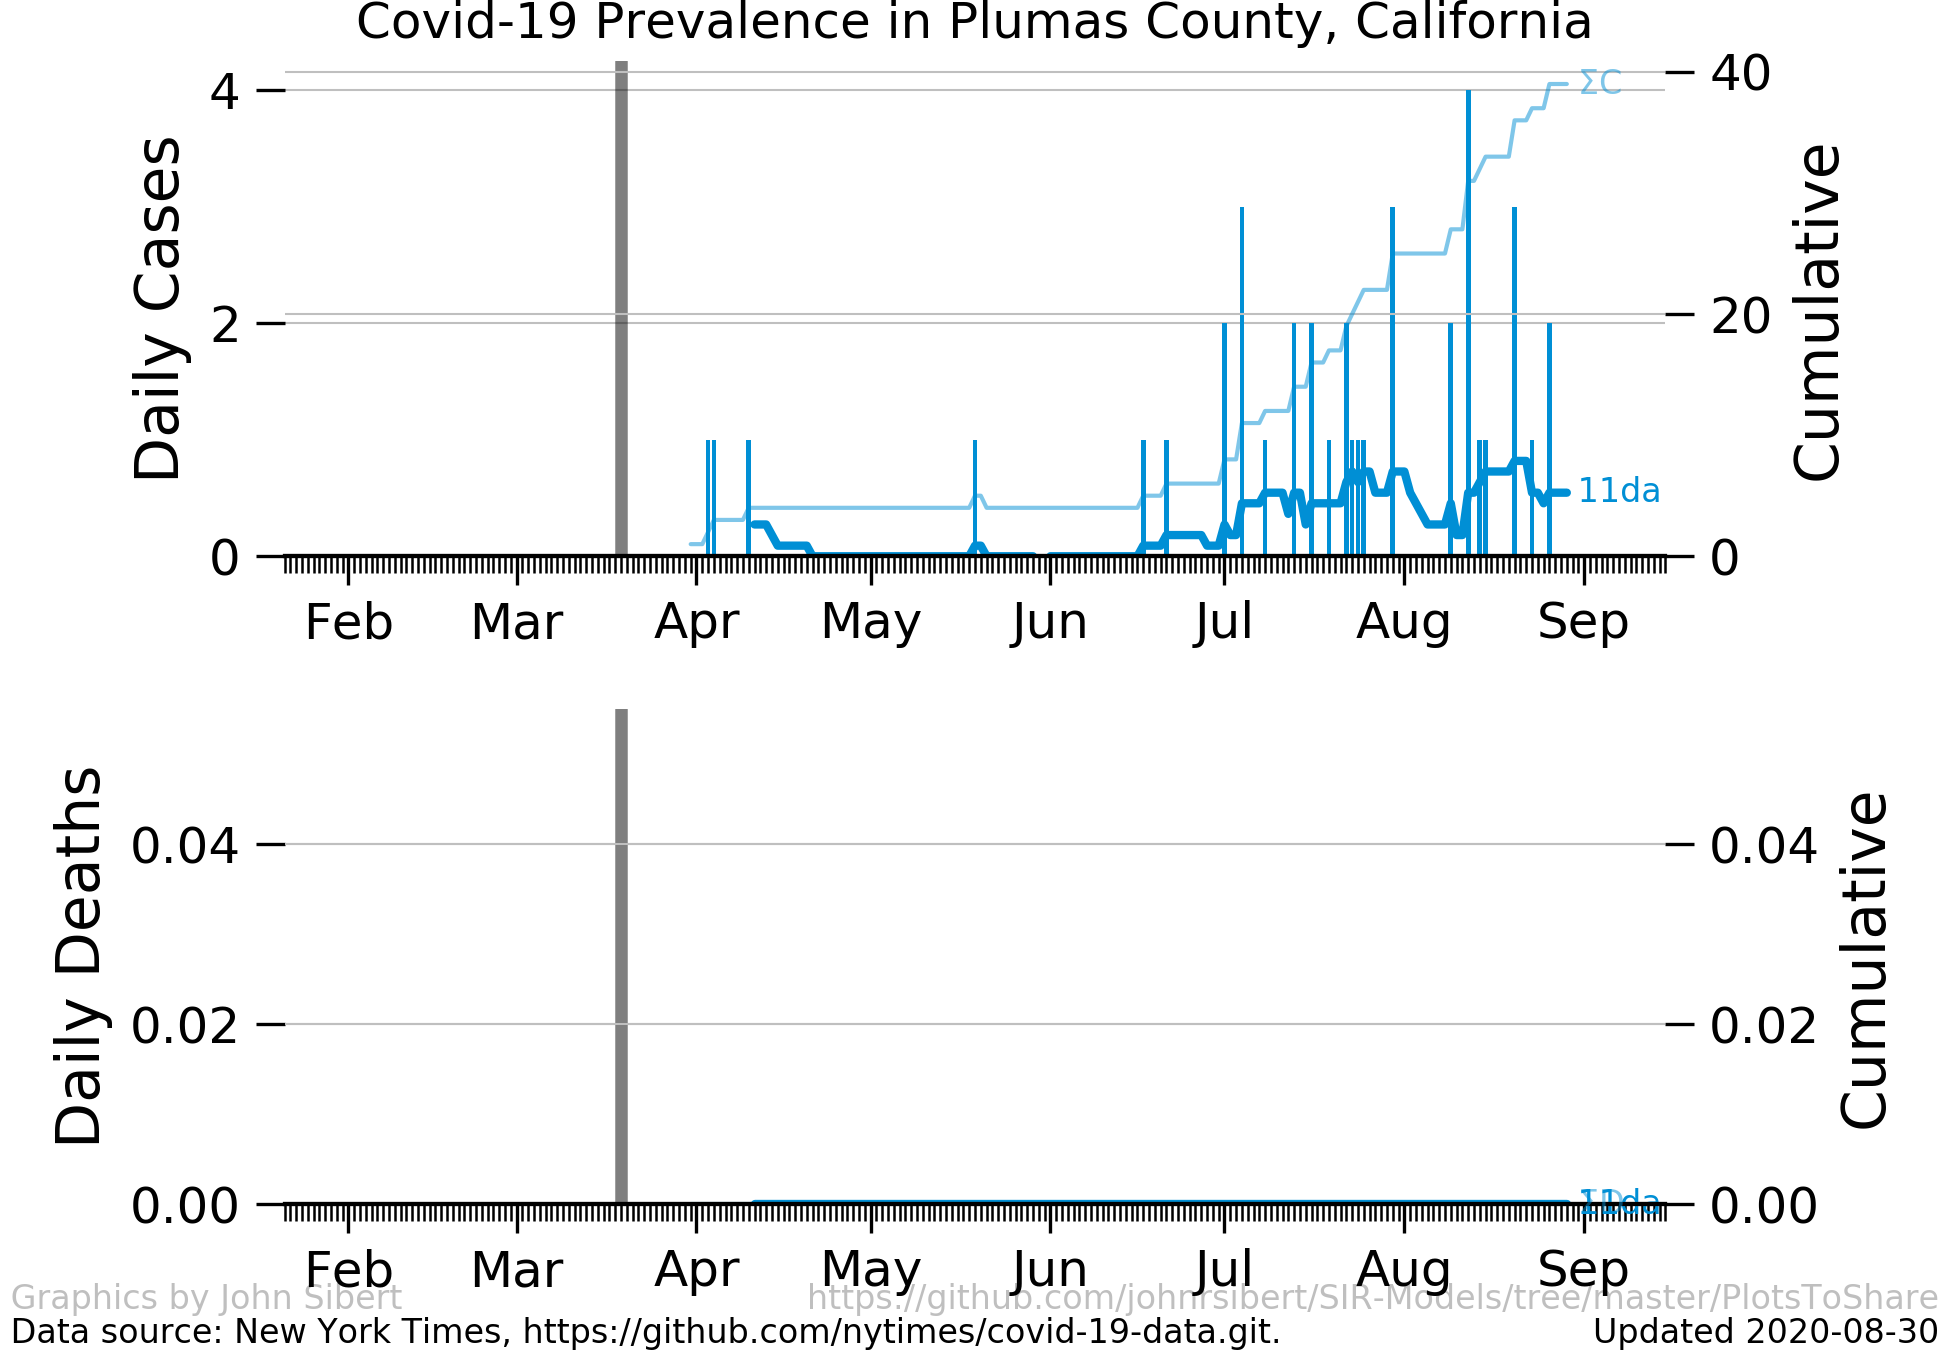 Covid-19 Prevalence in Plumas County, California
Daily Cases
4
2
0
40
20
0
Cumulative
ΣC
11da
Feb Mar Apr May Jun Jul Aug Sep
Daily Deaths
0.04
0.02
0.00
0.04
0.02
0.00
Cumulative
ΣD
11da
Feb Mar Apr May Jun Jul Aug Sep
Graphics by John Sibert https://github.com/johnrsibert/SIR-Models/tree/master/PlotsToShare
Data source: New York Times, https://github.com/nytimes/covid-19-data.git. Updated 2020-08-30